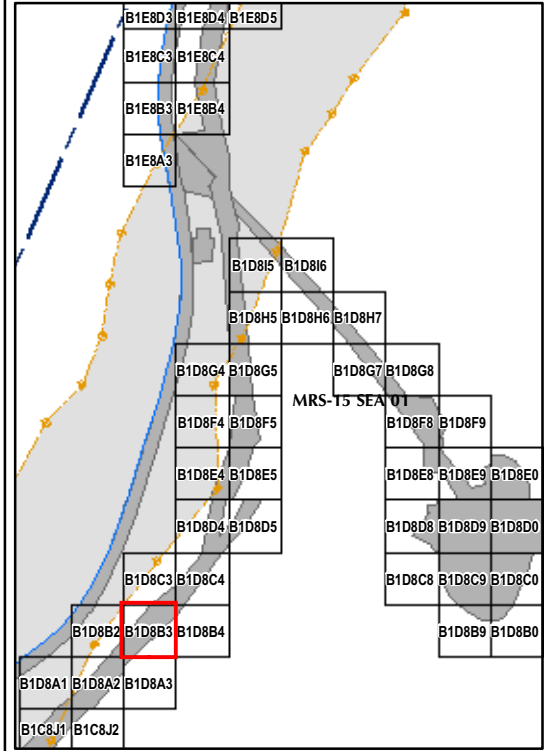 B1E8D3 B1E8D4 B1E8D5
B1E8C3 B1E8C4
B1E8B3 B1E8B4
B1E8A3
B1D8I5 B1D8I6
B1D8H5 B1D8H6 B1D8H7
B1D8G4 B1D8G5 B1D8G7 B1D8G8
MRS-15 SEA 01
B1D8F4 B1D8F5 B1D8F8 B1D8F9
B1D8E4 B1D8E5 B1D8E8 B1D8E9 B1D8E0
B1D8D4 B1D8D5 B1D8D8 B1D8D9 B1D8D0
B1D8C3 B1D8C4 B1D8C8 B1D8C9 B1D8C0
B1D8B2 B1D8B3 B1D8B4 B1D8B9 B1D8B0
B1D8A1 B1D8A2 B1D8A3
B1C8J1 B1C8J2